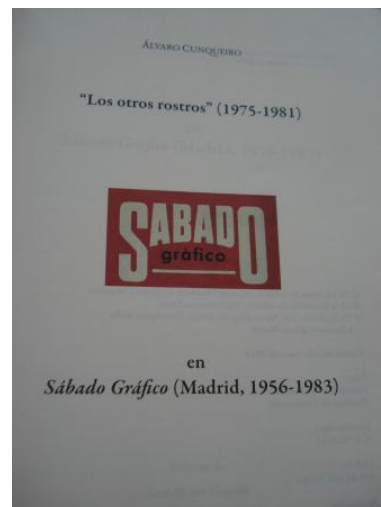 ÁLVARO CUNQUEIRO
“Los otros rostros” (1975-1981)
SABADO
gráfico
en
Sábado Gráfico (Madrid, 1956-1983)